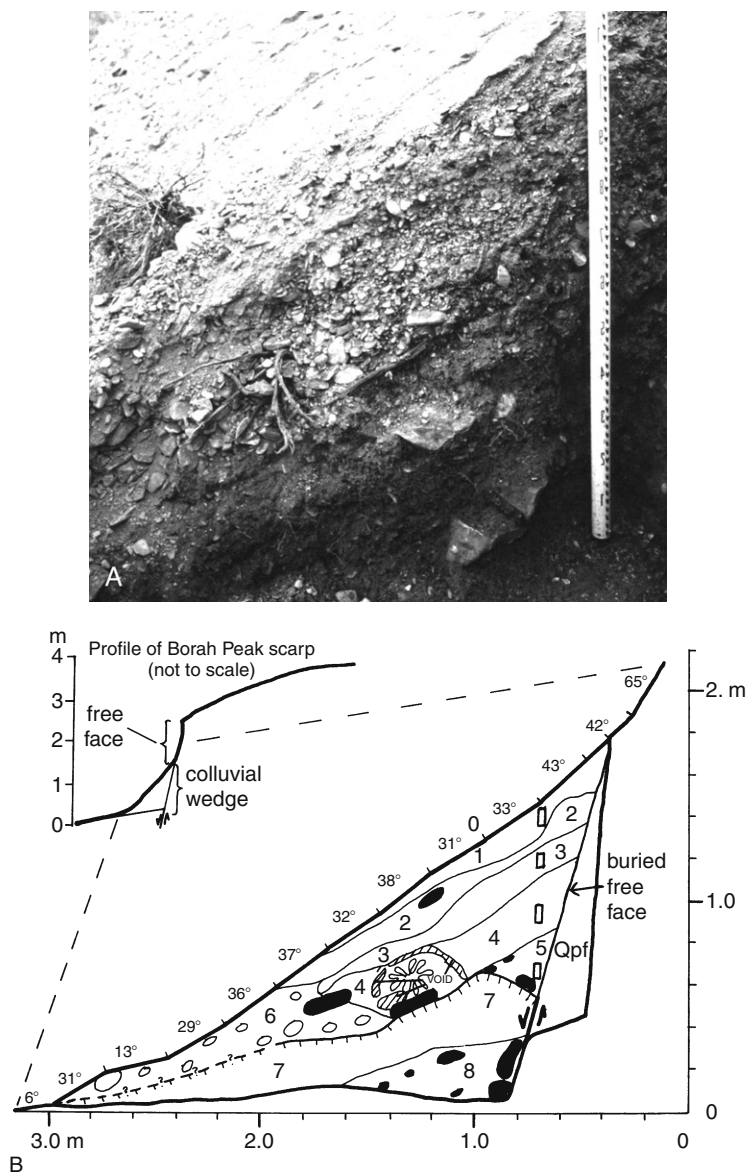 A
m
4
3
2
1
0
Profile of Borah Peak scarp
(not to scale)
free
face
colluvial
wedge
65°
42°
43°
33°
31°
38°
32°
37°
36°
29°
13°
31°
6°
0
1
2
2
3
3
4
4
5
6
7
7
8
VOID
Qpf
buried
free
face
2. m
1.0
0
3.0 m
2.0
1.0
0
B